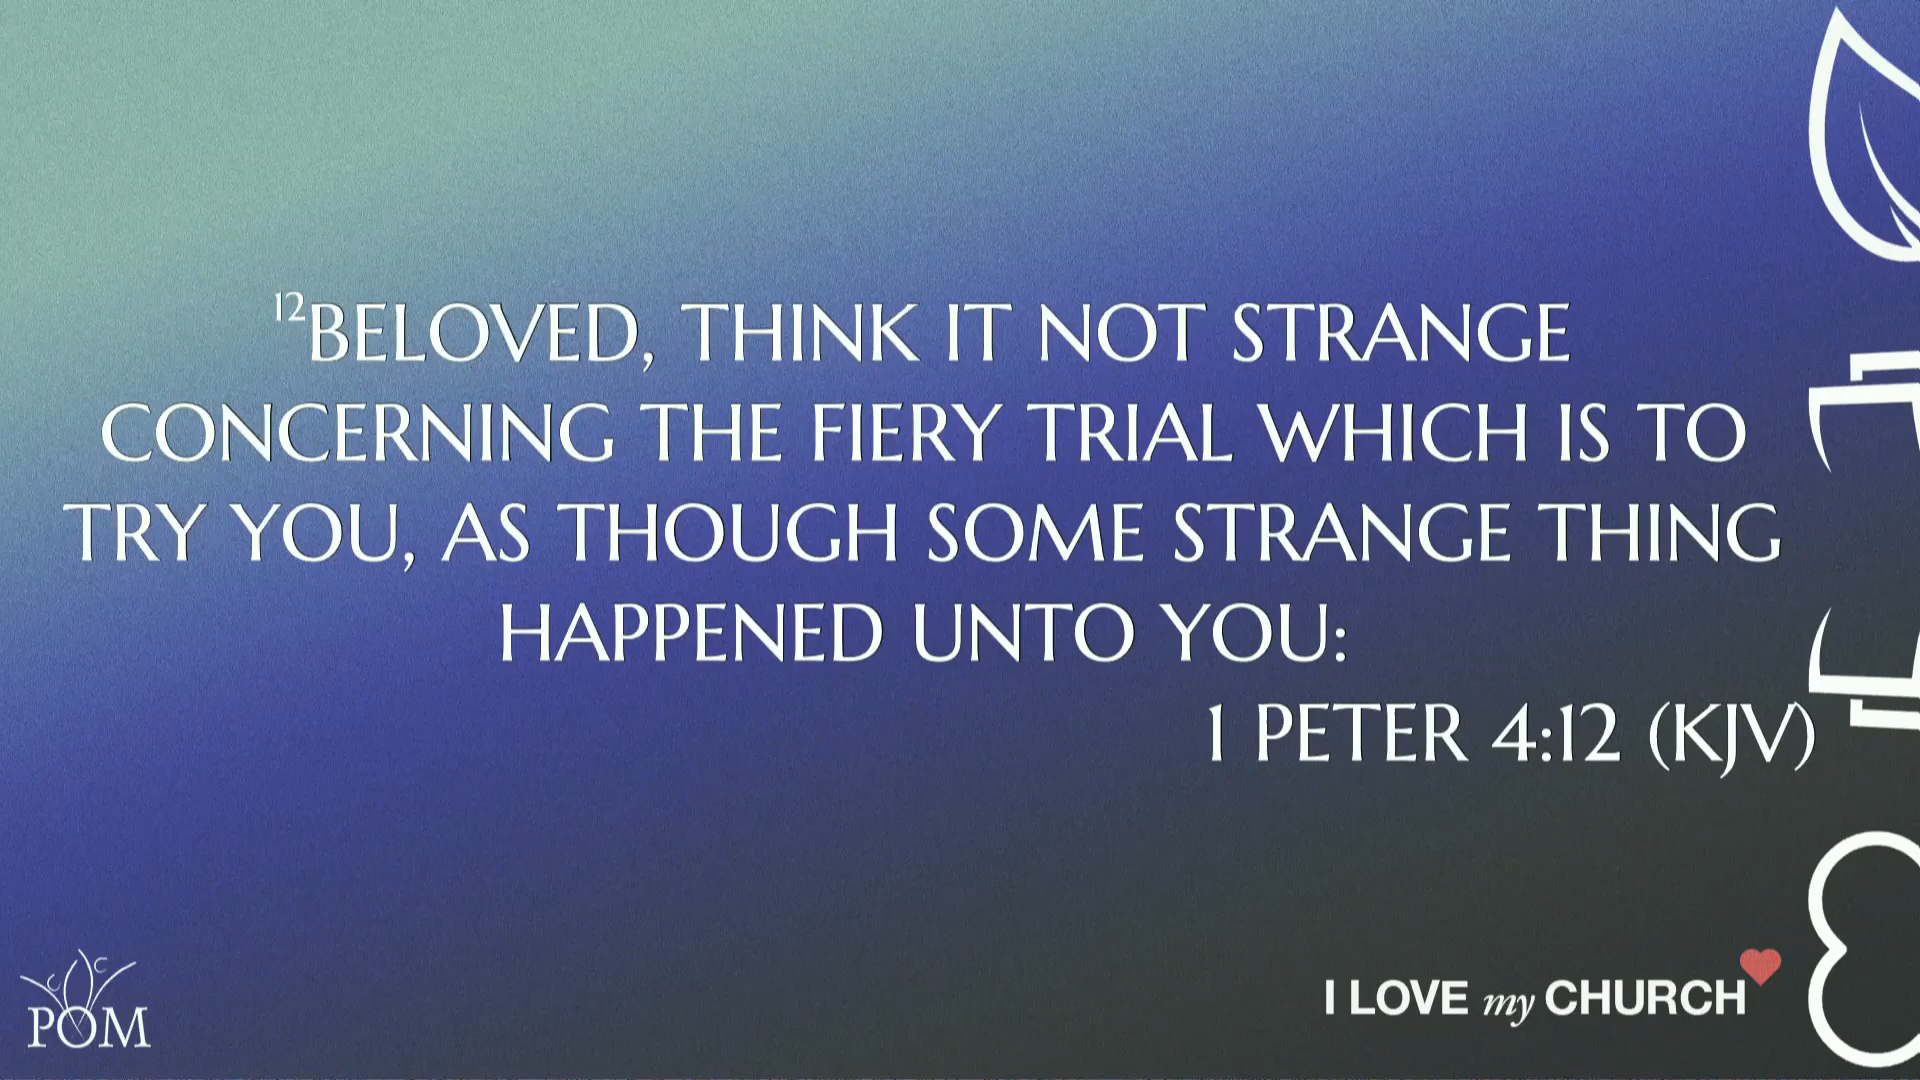 ¹²BELOVED, THINK IT NOT STRANGE
CONCERNING THE FIERY TRIAL WHICH IS TO
TRY YOU, AS THOUGH SOME STRANGE THING
HAPPENED UNTO YOU:
1 PETER 4:12 (KJV)
CC
POM
I LOVE my CHURCH